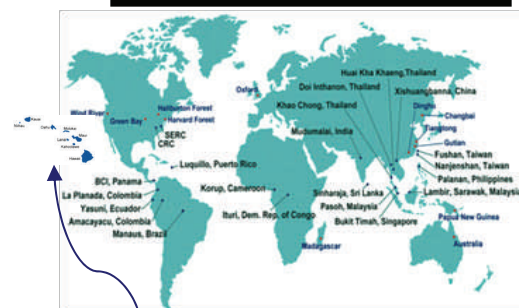 Huai Kha Khaeng,Thailand
Doi Inthanon, Thailand
Xishuangbanna, China
Oxford
Khao Chong, Thailand
Dinghu
Haliburton Forest
Wind River
Green Bay
Harvard Forest
Changbai
Mudumalai, India
Tiantong
SERC
CRC
Gutian
Fushan, Taiwan
Nanjenshan, Taiwan
Luquillo, Puerto Rico
Palanan, Philippines
BCI, Panama
Korup, Cameroon
Sinharaja, Sri Lanka
Lambir, Sarawak, Malaysia
La Planada, Colombia
Pasoh, Malaysia
Yasuni, Ecuador
Ituri, Dem. Rep. of Congo
Bukit Timah, Singapore
Papua New Guinea
Amacayacu, Colombia
Manaus, Brazil
Madagascar
Australia